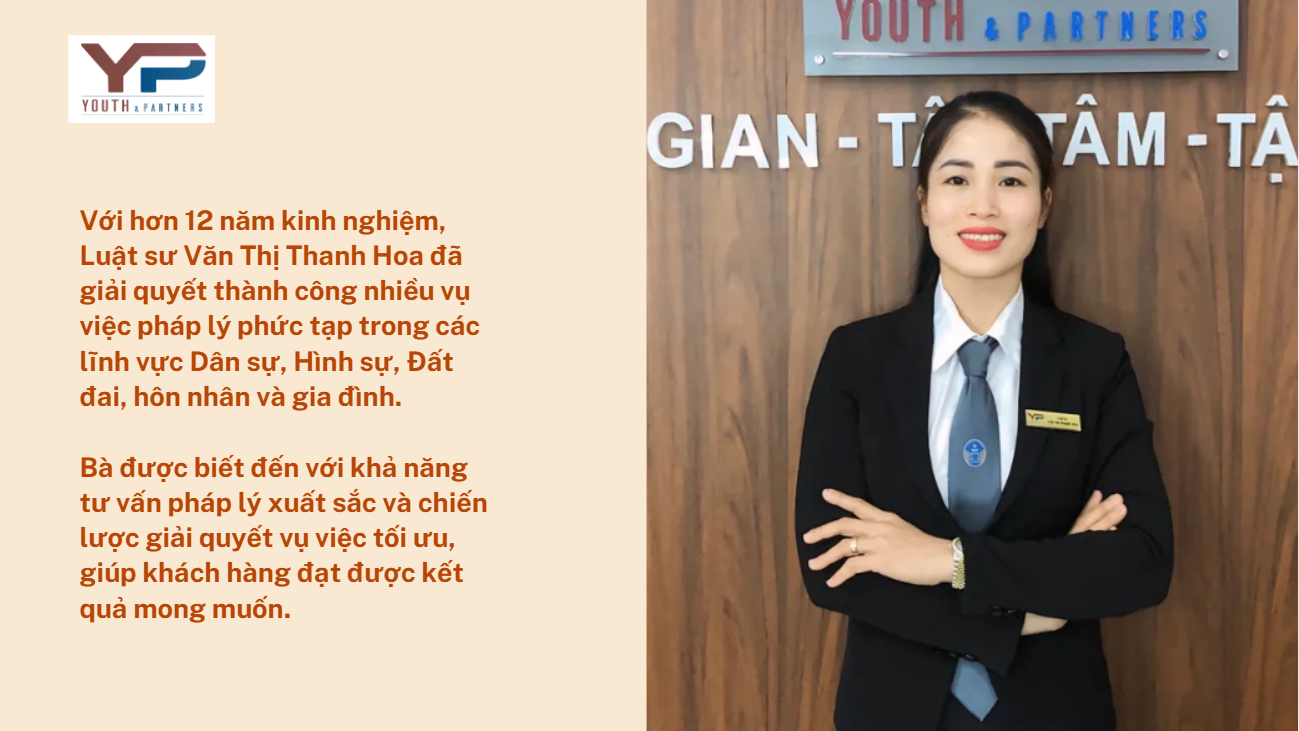 YP
YOUTH & PARTNERS
Với hơn 12 năm kinh nghiệm,
Luật sư Văn Thị Thanh Hoa đã
giải quyết thành công nhiều vụ
việc pháp lý phức tạp trong các
lĩnh vực Dân sự, Hình sự, Đất
đai, hôn nhân và gia đình.
Bà được biết đến với khả năng
tư vấn pháp lý xuất sắc và chiến
lược giải quyết vụ việc tối ưu,
giúp khách hàng đạt được kết
quả mong muốn.
YOUTH & PARTNERS
GIAN - TÂM - TẬ
YP